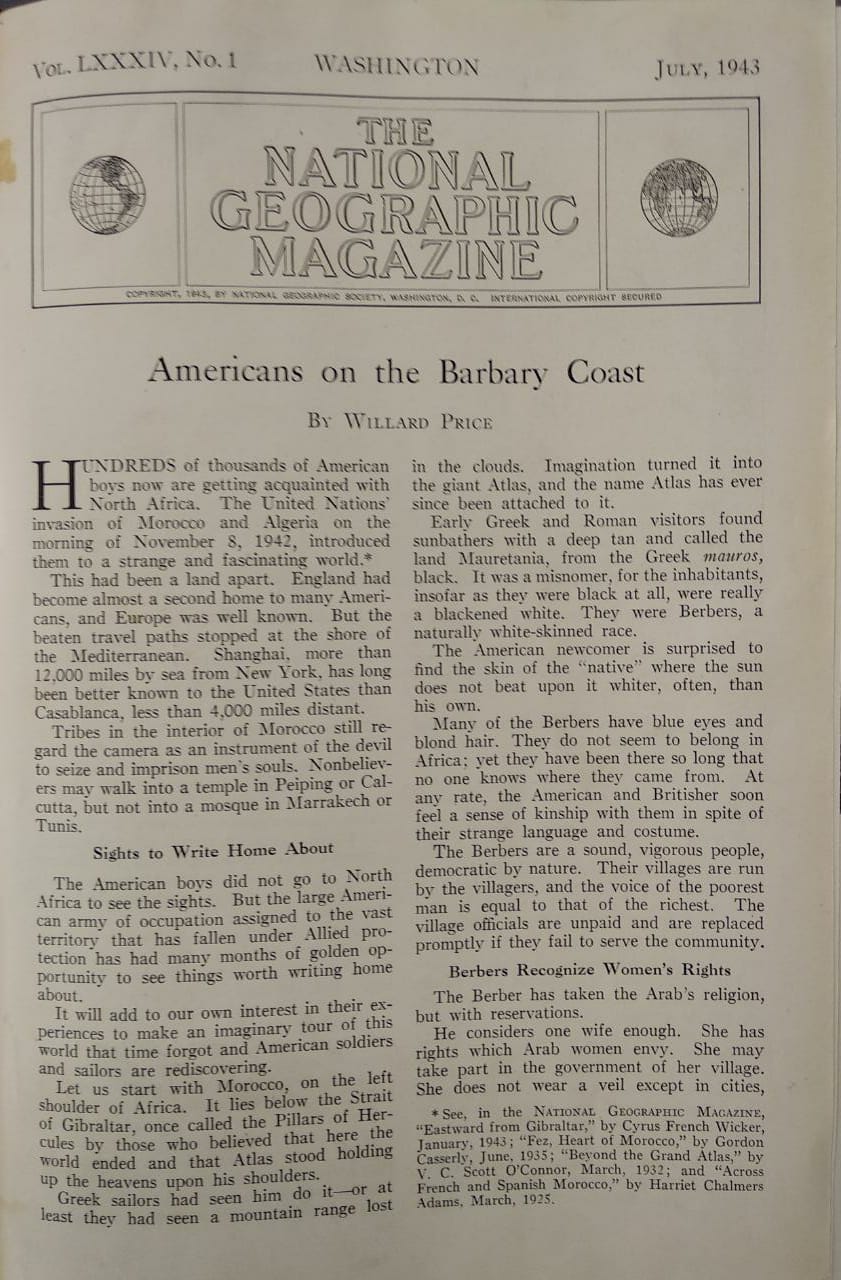 VOL. LXXXIV, No. 1 WASHINGTON JULY, 1943
THE
NATIONAL
GEOGRAPHIC
MAGAZINE
COPYRIGHT, 1943, BY NATIONAL GEOGRAPHIC SOCIETY, WASHINGTON, D. C. INTERNATIONAL COPYRIGHT SECURED
Americans on the Barbary Coast
BY WILLARD PRICE
HUNDREDS of thousands of American
boys now are getting acquainted with
North Africa. The United Nations'
invasion of Morocco and Algeria on the
morning of November 8, 1942, introduced
them to a strange and fascinating world.*
This had been a land apart. England had
become almost a second home to many Ameri-
cans, and Europe was well known. But the
beaten travel paths stopped at the shore of
the Mediterranean. Shanghai, more than
12,000 miles by sea from New York, has long
been better known to the United States than
Casablanca, less than 4,000 miles distant.
Tribes in the interior of Morocco still re-
gard the camera as an instrument of the devil
to seize and imprison men's souls. Nonbeliev-
ers may walk into a temple in Peiping or Cal-
cutta, but not into a mosque in Marrakech or
Tunis.
Sights to Write Home About
The American boys did not go to North
Africa to see the sights. But the large Ameri-
can army of occupation assigned to the vast
territory that has fallen under Allied pro-
tection has had many months of golden op-
portunity to see things worth writing home
about.
It will add to our own interest in their ex-
periences to make an imaginary tour of this
world that time forgot and American soldiers
and sailors are rediscovering.
Let us start with Morocco, on the left
shoulder of Africa. It lies below the Strait
of Gibraltar, once called the Pillars of Her-
cules by those who believed that here the
world ended and that Atlas stood holding
up the heavens upon his shoulders.
Greek sailors had seen him do it—or at
least they had seen a mountain range lost
in the clouds. Imagination turned it into
the giant Atlas, and the name Atlas has ever
since been attached to it.
Early Greek and Roman visitors found
sunbathers with a deep tan and called the
land Mauretania, from the Greek mauros,
black. It was a misnomer, for the inhabitants,
insofar as they were black at all, were really
a blackened white. They were Berbers, a
naturally white-skinned race.
The American newcomer is surprised to
find the skin of the "native" where the sun
does not beat upon it whiter, often, than
his own.
Many of the Berbers have blue eyes and
blond hair. They do not seem to belong in
Africa; yet they have been there so long that
no one knows where they came from. At
any rate, the American and Britisher soon
feel a sense of kinship with them in spite of
their strange language and costume.
The Berbers are a sound, vigorous people,
democratic by nature. Their villages are run
by the villagers, and the voice of the poorest
man is equal to that of the richest. The
village officials are unpaid and are replaced
promptly if they fail to serve the community.
Berbers Recognize Women's Rights
The Berber has taken the Arab's religion,
but with reservations.
He considers one wife enough. She has
rights which Arab women envy. She may
take part in the government of her village.
She does not wear a veil except in cities,
* See, in the NATIONAL GEOGRAPHIC MAGAZINE,
"Eastward from Gibraltar," by Cyrus French Wicker,
January, 1943; "Fez, Heart of Morocco," by Gordon
Casserly, June, 1935; "Beyond the Grand Atlas," by
V. C. Scott O'Connor, March, 1932; and "Across
French and Spanish Morocco," by Harriet Chalmers
Adams, March, 1925.